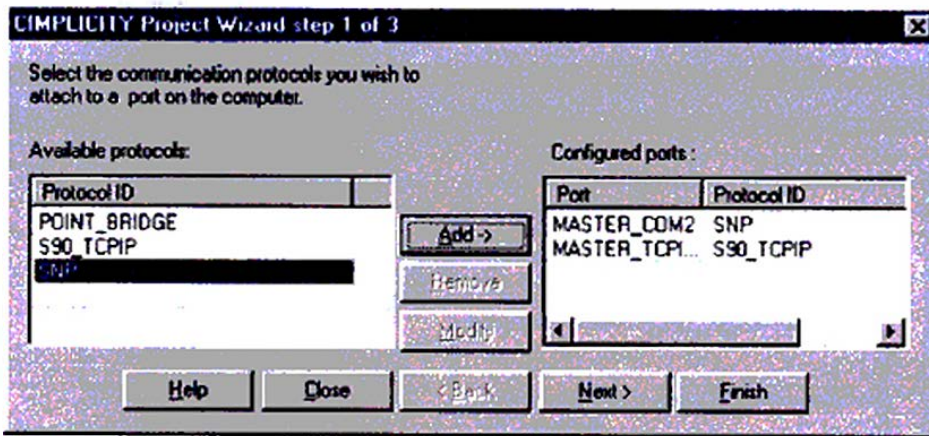 CIMPLICITY Project Wizard step 1 of 3
Select the communication protocols you wish to
attach to a port on the computer.
Available protocols:
Protocol ID
POINT_BRIDGE
S90_TCPIP
SNP
Add ->
Remove
Modify
Configured ports :
Port Protocol ID
MASTER_COM2 SNP
MASTER_TCPI... S90_TCPIP
Help
Close
< Back
Next >
Finish